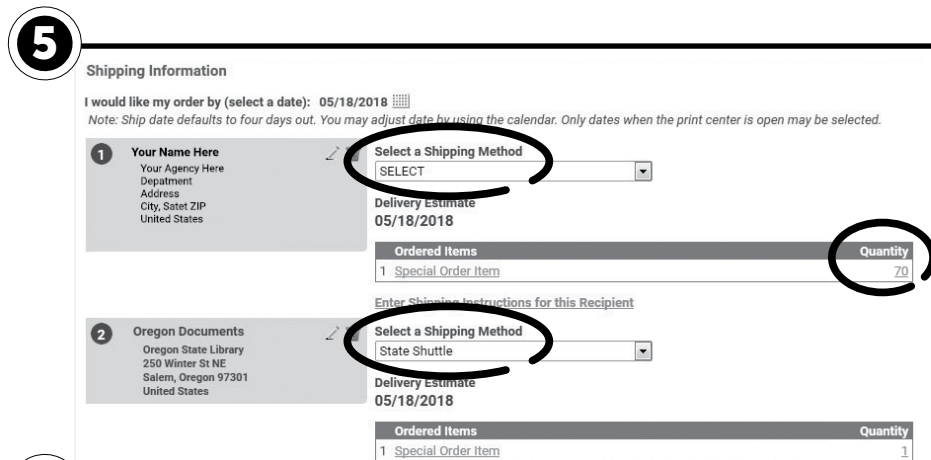 5
Shipping Information
I would like my order by (select a date): 05/18/2018
Note: Ship date defaults to four days out. You may adjust date by using the calendar. Only dates when the print center is open may be selected.
1 Your Name Here
Your Agency Here
Depatment
Address
City, Satet ZIP
United States
Select a Shipping Method
SELECT
Delivery Estimate
05/18/2018
Ordered Items Quantity
1 Special Order Item 70
Enter Shipping Instructions for this Recipient
2 Oregon Documents
Oregon State Library
250 Winter St NE
Salem, Oregon 97301
United States
Select a Shipping Method
State Shuttle
Delivery Estimate
05/18/2018
Ordered Items Quantity
1 Special Order Item 1